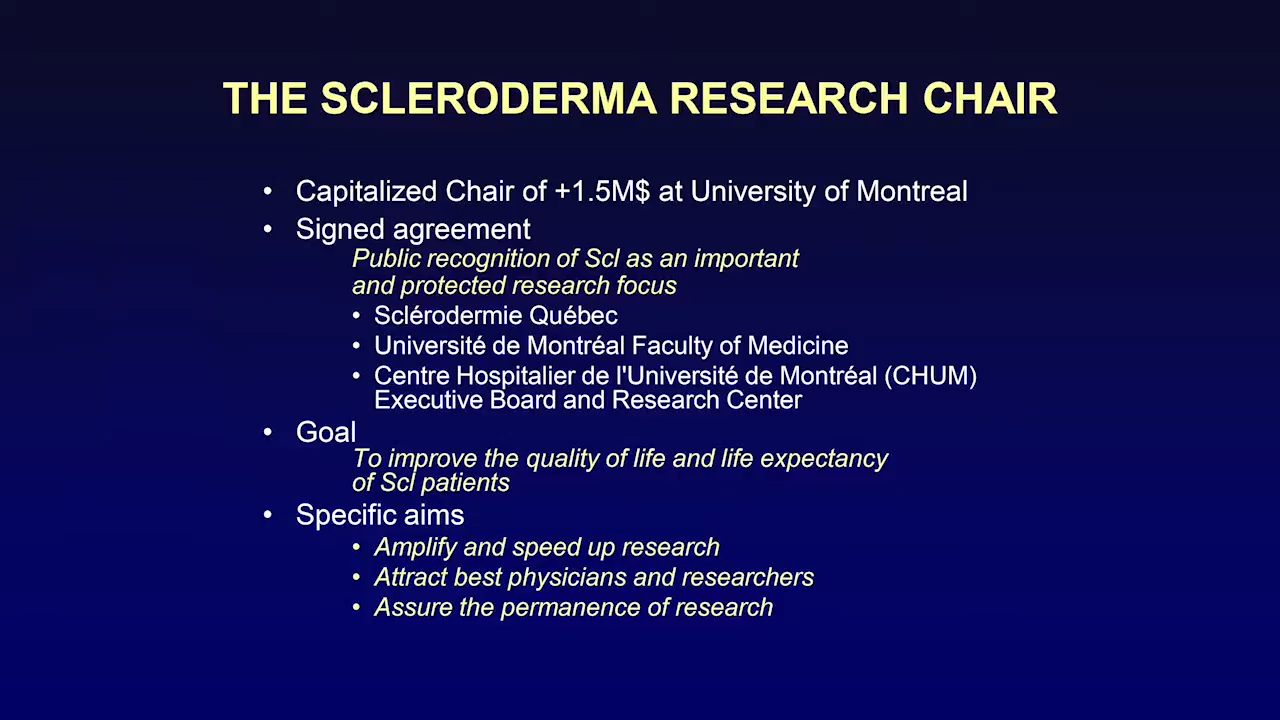 THE SCLERODERMA RESEARCH CHAIR
• Capitalized Chair of +1.5M$ at University of Montreal
• Signed agreement
Public recognition of Scl as an important
and protected research focus
• Sclérodermie Québec
• Université de Montréal Faculty of Medicine
• Centre Hospitalier de l'Université de Montréal (CHUM)
Executive Board and Research Center
• Goal
To improve the quality of life and life expectancy
of Scl patients
• Specific aims
• Amplify and speed up research
• Attract best physicians and researchers
• Assure the permanence of research